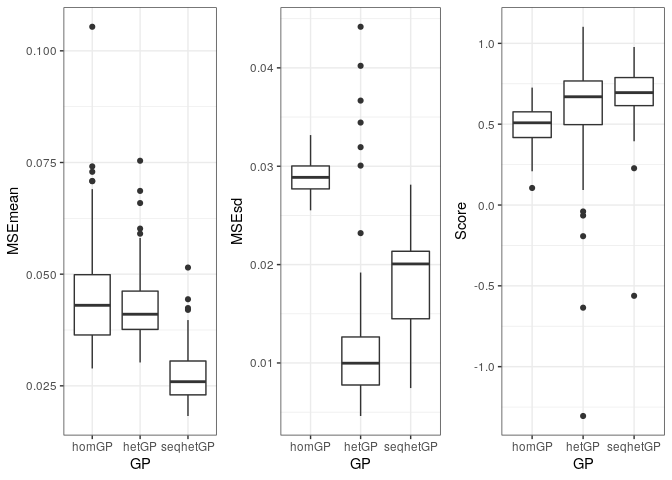 MSEmean
0.100
0.075
0.050
0.025
homGP hetGP seqhetGP
GP
MSEsd
0.04
0.03
0.02
0.01
homGP hetGP seqhetGP
GP
Score
1.0
0.5
0.0
-0.5
-1.0
homGP hetGP seqhetGP
GP